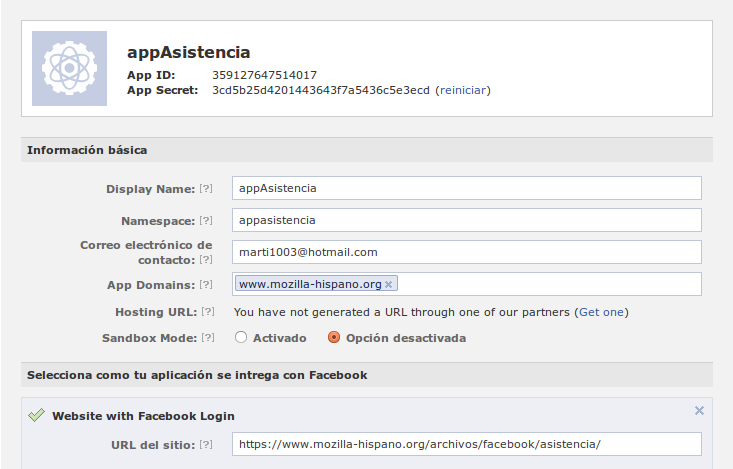 appAsistencia
App ID: 359127647514017
App Secret: 3cd5b25d4201443643f7a5436c5e3ecd (reiniciar)
Información básica
Display Name: [?] appAsistencia
Namespace: [?] appasistencia
Correo electrónico de
contacto: [?] marti1003@hotmail.com
App Domains: [?] www.mozilla-hispano.org ×
Hosting URL: [?] You have not generated a URL through one of our partners (Get one)
Sandbox Mode: [?] Activado Opción desactivada
Selecciona como tu aplicación se intrega con Facebook
Website with Facebook Login ×
URL del sitio: [?] https://www.mozilla-hispano.org/archivos/facebook/asistencia/